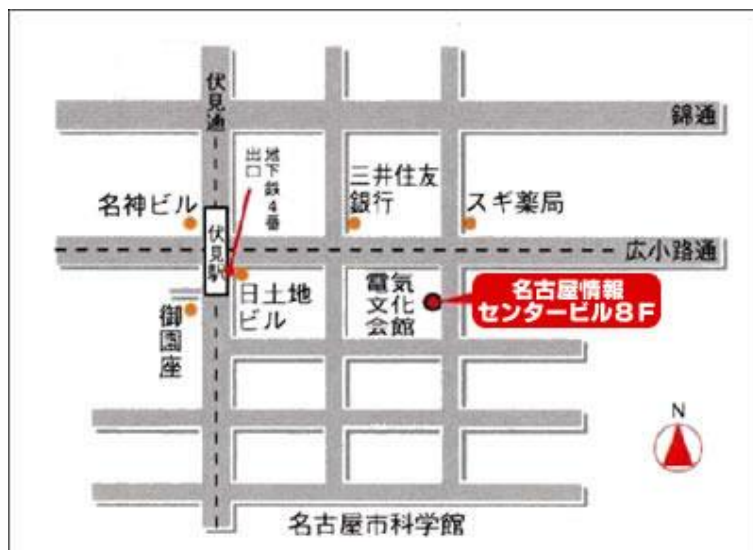 伏見通
錦通
地下鉄4番
出口
三井住友
銀行
スギ薬局
名神ビル
伏見駅
広小路通
日土地
ビル
電気
文化
会館
名古屋情報
センタービル8F
御園座
N
名古屋市科学館